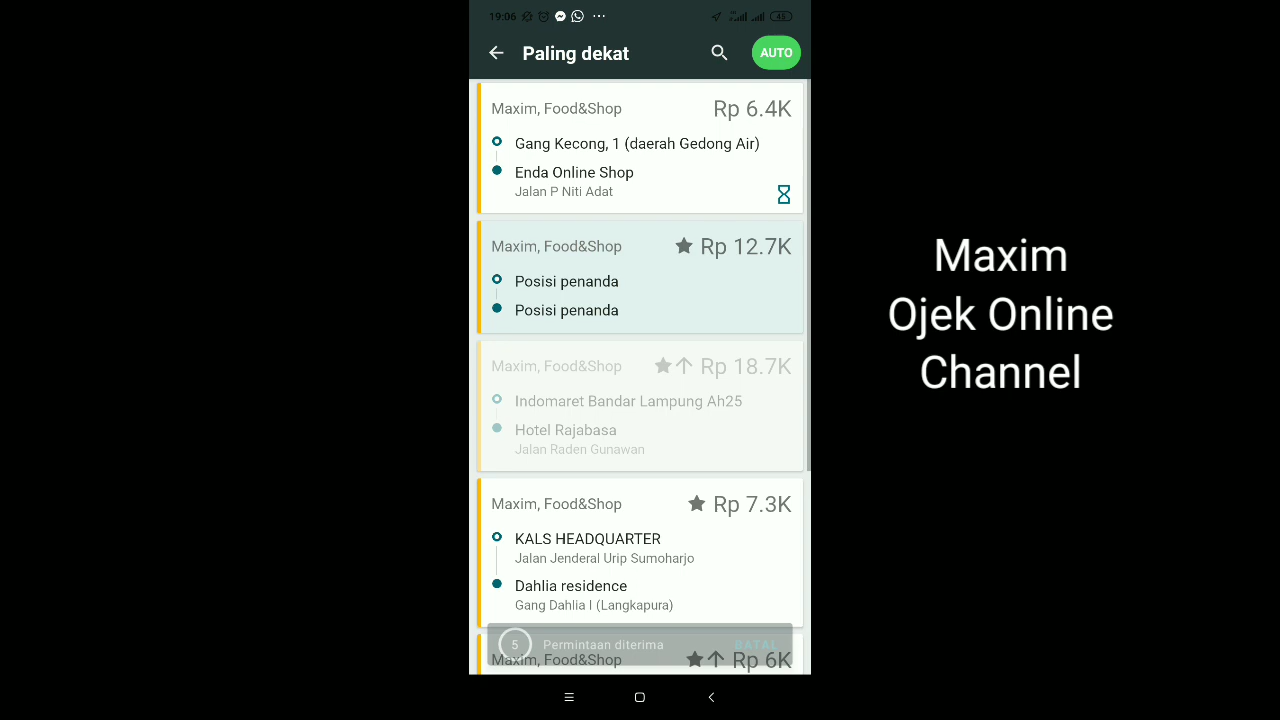 19:06
45
Paling dekat
AUTO
Maxim, Food&Shop
Rp 6.4K
Gang Kecong, 1 (daerah Gedong Air)
Enda Online Shop
Jalan P Niti Adat
Maxim, Food&Shop
Rp 12.7K
Posisi penanda
Posisi penanda
Maxim, Food&Shop
Rp 18.7K
Indomaret Bandar Lampung Ah25
Hotel Rajabasa
Jalan Raden Gunawan
Maxim, Food&Shop
Rp 7.3K
KALS HEADQUARTER
Jalan Jenderal Urip Sumoharjo
Dahlia residence
Gang Dahlia I (Langkapura)
5
Permintaan diterima
BATAL
Maxim, Food&Shop
Rp 6K
Maxim
Ojek Online
Channel